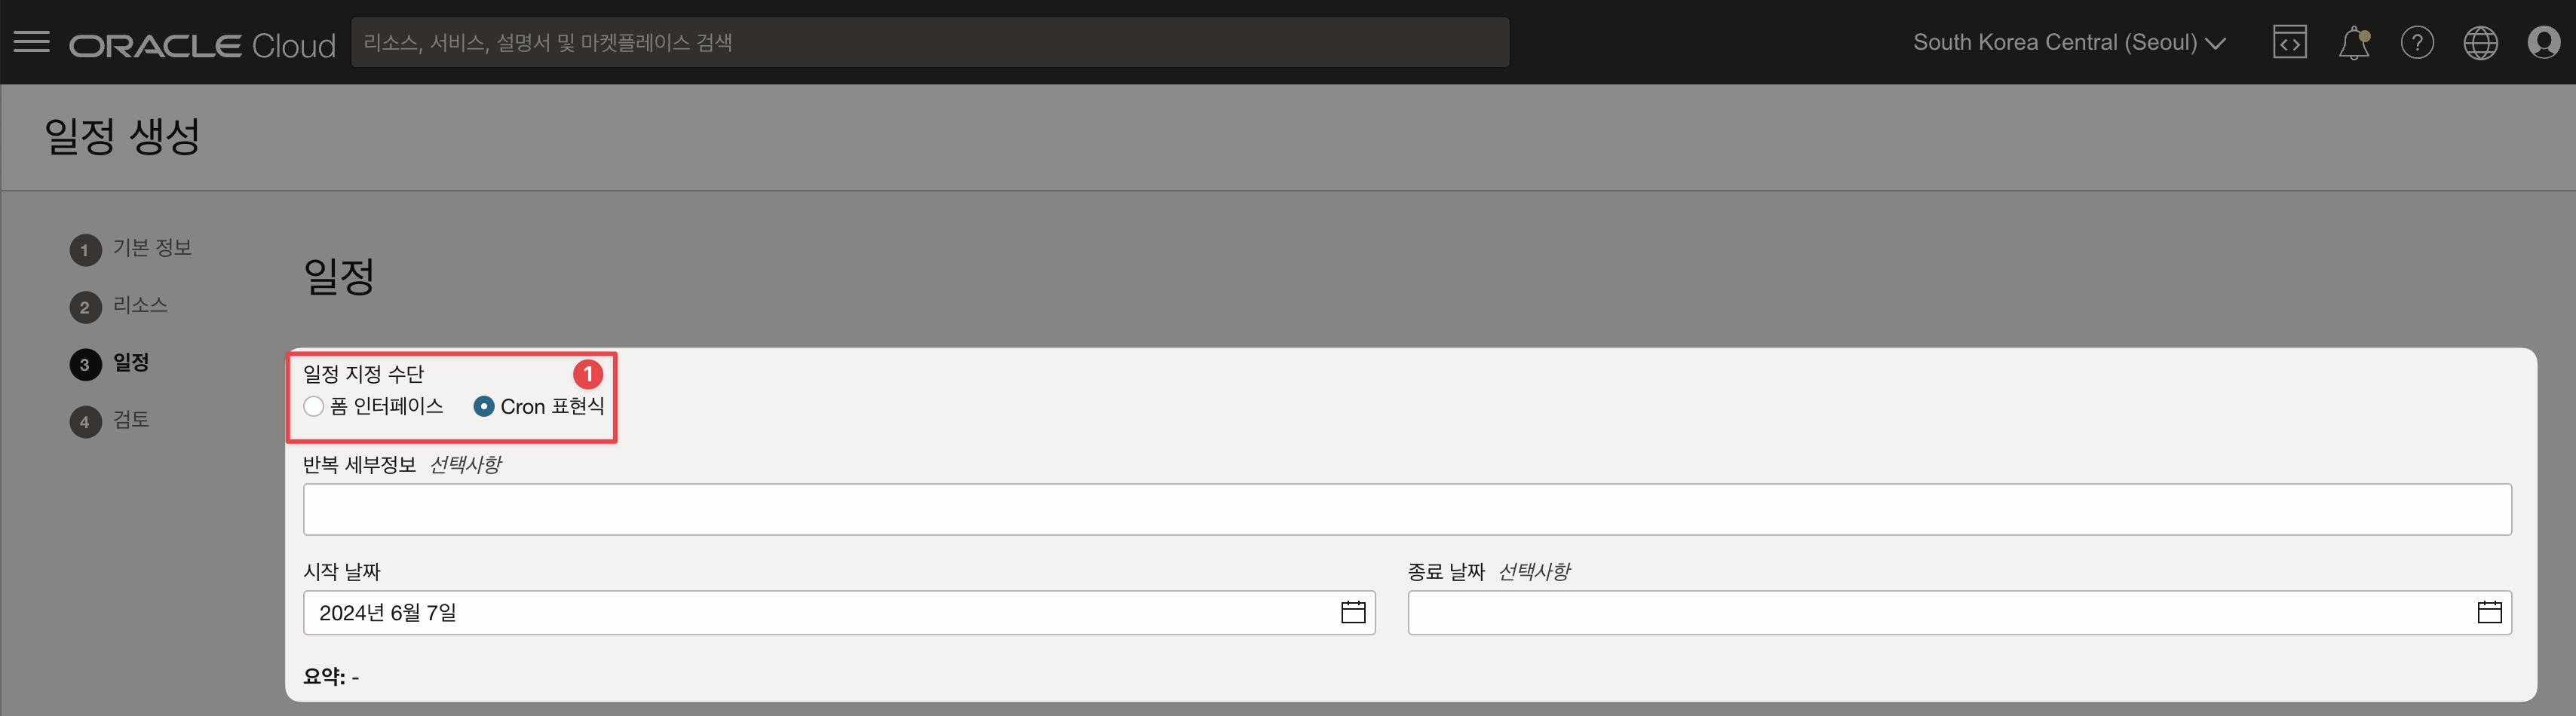 ORACLE Cloud
리소스, 서비스, 설명서 및 마켓플레이스 검색
South Korea Central (Seoul)
일정 생성
1 기본 정보
2 리소스
3 일정
4 검토
일정
일정 지정 수단
1
폼 인터페이스 Cron 표현식
반복 세부정보 선택사항
시작 날짜
2024년 6월 7일
종료 날짜 선택사항
요약: -